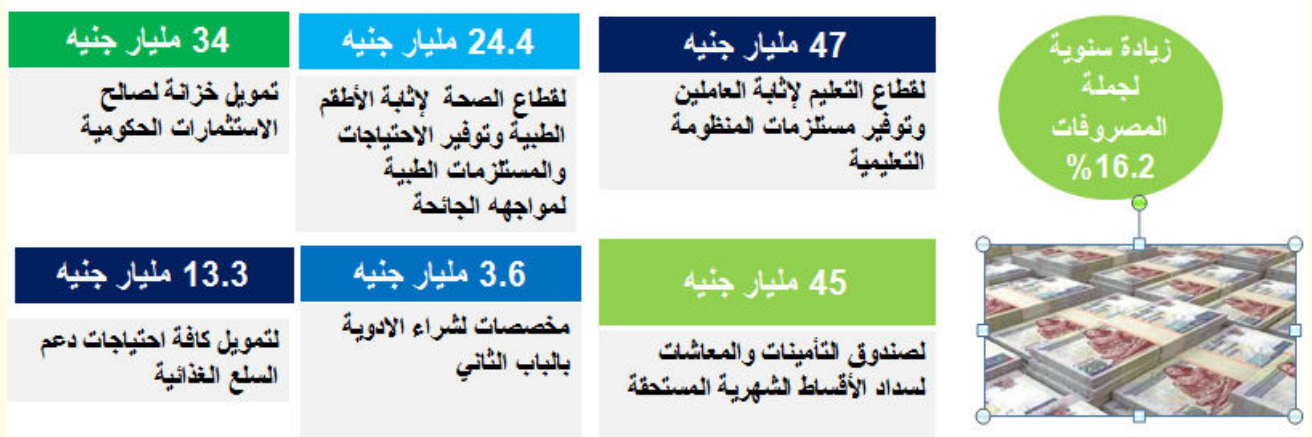 زيادة سنوية
لجملة
المصروفات
16.2%
47 مليار جنيه
لقطاع التعليم لإثابة العاملين
وتوفير مستلزمات المنظومة
التعليمية
24.4 مليار جنيه
لقطاع الصحة لإثابة الأطقم
الطبية وتوفير الاحتياجات
والمستلزمات الطبية
لمواجهه الجائحة
34 مليار جنيه
تمويل خزانة لصالح
الاستثمارات الحكومية
45 مليار جنيه
لصندوق التأمينات والمعاشات
لسداد الأقساط الشهرية المستحقة
3.6 مليار جنيه
مخصصات لشراء الادوية
بالباب الثاني
13.3 مليار جنيه
لتمويل كافة احتياجات دعم
السلع الغذائية